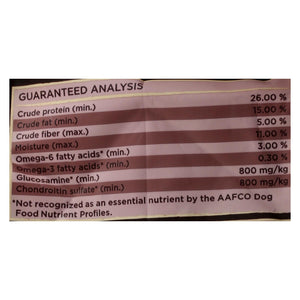 GUARANTEED ANALYSIS
Crude protein (min.) 26.00 %
Crude fat (min.) 15.00 %
Crude fiber (max.) 5.00 %
Moisture (max.) 11.00 %
Omega-6 fatty acids* (min.) 3.00 %
Omega-3 fatty acids* (min.) 0.30 %
Glucosamine* (min.) 800 mg/kg
Chondroitin sulfate* (min.) 800 mg/kg
*Not recognized as an essential nutrient by the AAFCO Dog
Food Nutrient Profiles.